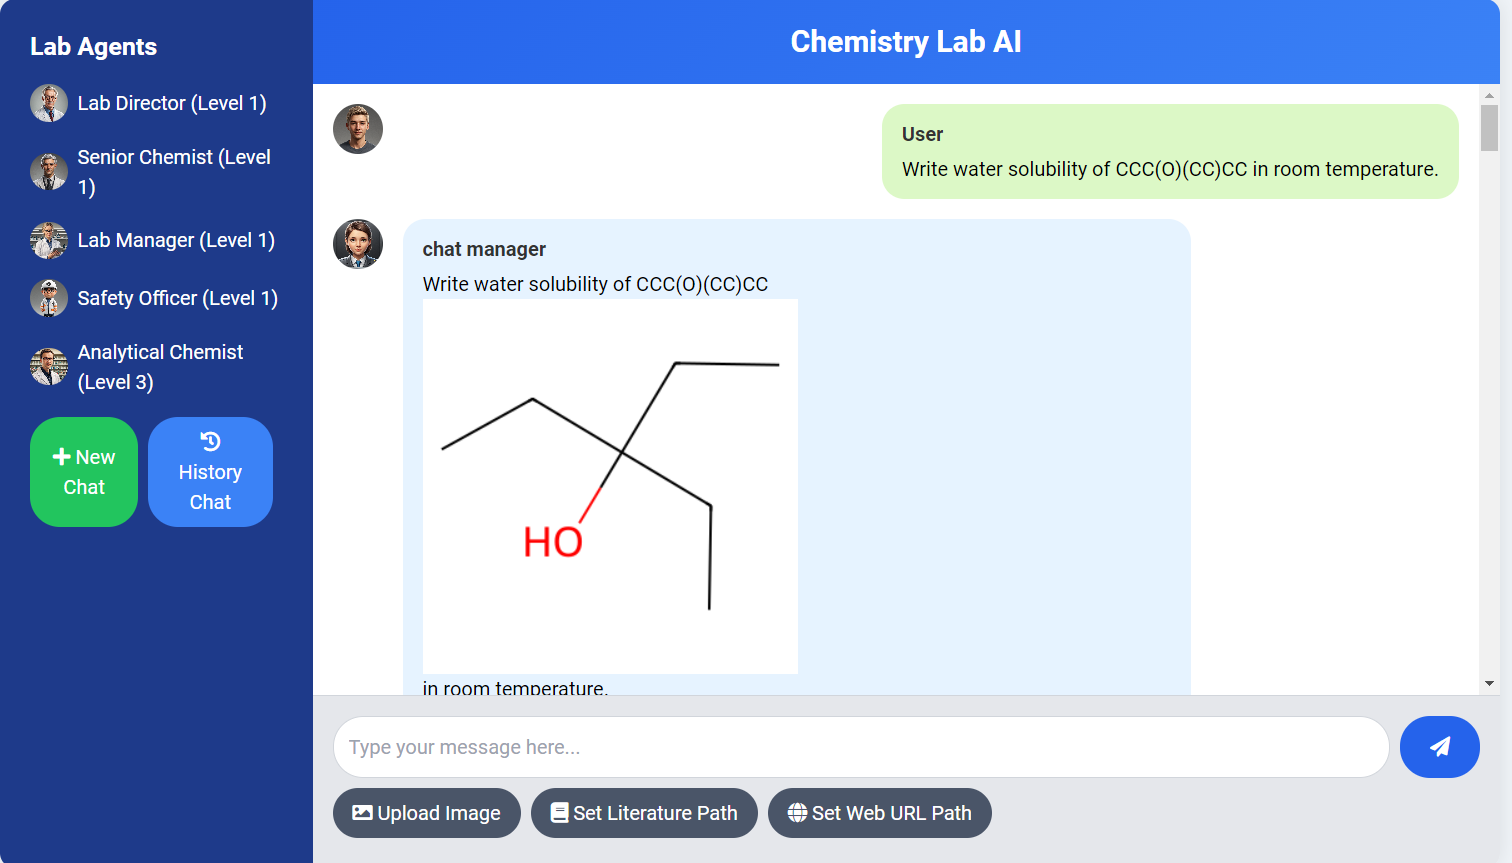 Lab Agents
Lab Director (Level 1)
Senior Chemist (Level
1)
Lab Manager (Level 1)
Safety Officer (Level 1)
Analytical Chemist
(Level 3)
New
Chat
History
Chat
Chemistry Lab AI
User
Write water solubility of CCC(O)(CC)CC in room temperature.
chat manager
Write water solubility of CCC(O)(CC)CC
HO
in room temperature.
Type your message here...
Upload Image
Set Literature Path
Set Web URL Path